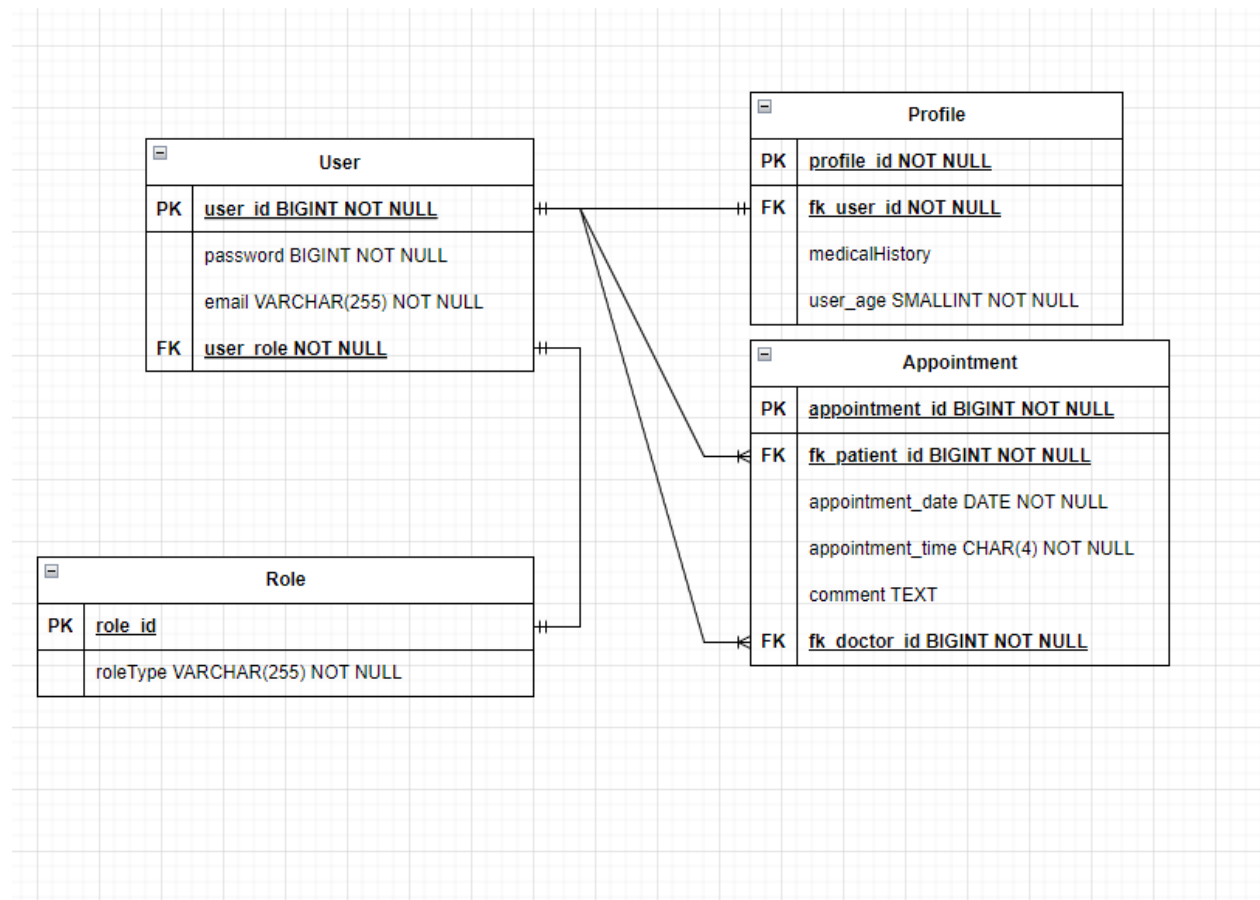 User
PK user_id BIGINT NOT NULL
password BIGINT NOT NULL
email VARCHAR(255) NOT NULL
FK user_role NOT NULL
Profile
PK profile_id NOT NULL
FK fk_user_id NOT NULL
medicalHistory
user_age SMALLINT NOT NULL
Appointment
PK appointment_id BIGINT NOT NULL
FK fk_patient_id BIGINT NOT NULL
appointment_date DATE NOT NULL
appointment_time CHAR(4) NOT NULL
comment TEXT
FK fk_doctor_id BIGINT NOT NULL
Role
PK role_id
roleType VARCHAR(255) NOT NULL